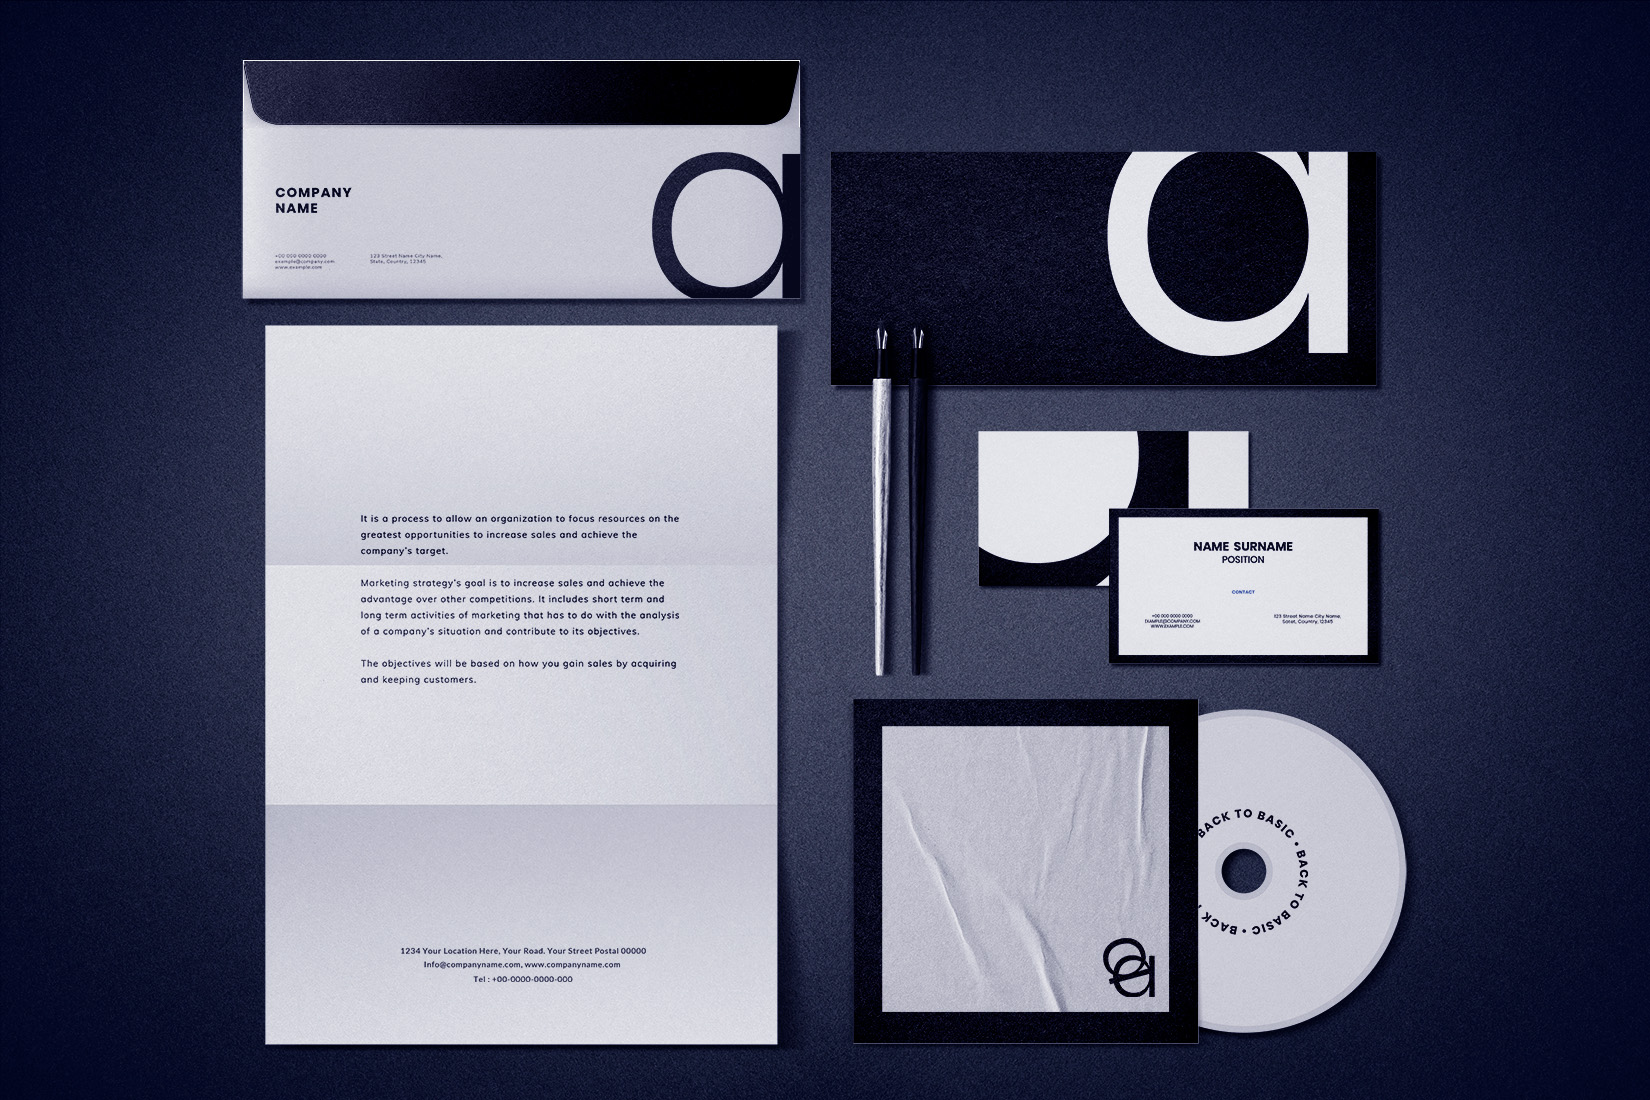 COMPANY
NAME
+00 000 0000 0000
example@company.com
www.example.com
123 Street Name City Name,
State, Country, 12345
a
a
It is a process to allow an organization to focus resources on the
greatest opportunities to increase sales and achieve the
company's target.
Marketing strategy's goal is to increase sales and achieve the
advantage over other competitions. It includes short term and
long term activities of marketing that has to do with the analysis
of a company's situation and contribute to its objectives.
The objectives will be based on how you gain sales by acquiring
and keeping customers.
1234 Your Location Here, Your Road, Your Street Postal 00000
Info@companyname.com, www.companyname.com
Tel : +00-0000-0000-000
NAME SURNAME
POSITION
CONTACT
+00 000 0000 0000
EXAMPLE@COMPANY.COM
WWW.EXAMPLE.COM
123 Street Name City Name,
Satet, Country, 12345
BACK TO BASIC • BACK TO BASIC • BACK